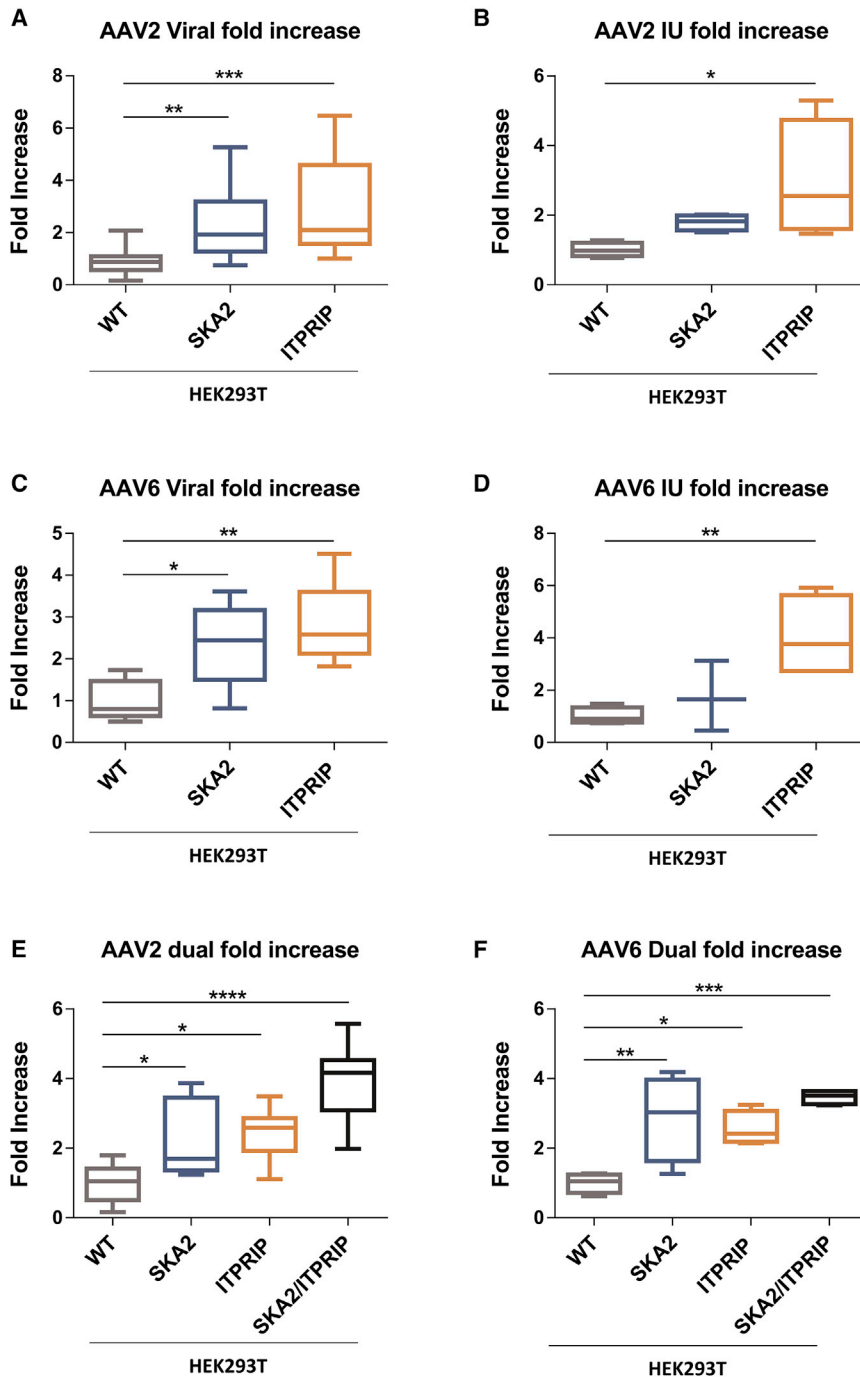 A
AAV2 Viral fold increase
Fold Increase
8
6
4
2
0
***
**
WT
SKA2
ITPRIP
HEK293T
B
AAV2 IU fold increase
Fold Increase
6
4
2
0
*
WT
SKA2
ITPRIP
HEK293T
C
AAV6 Viral fold increase
Fold Increase
5
4
3
2
1
0
**
*
WT
SKA2
ITPRIP
HEK293T
D
AAV6 IU fold increase
Fold Increase
8
6
4
2
0
**
WT
SKA2
ITPRIP
HEK293T
E
AAV2 dual fold increase
Fold Increase
6
4
2
0
****
*
*
WT
SKA2
ITPRIP
SKA2/ITPRIP
HEK293T
F
AAV6 Dual fold increase
Fold Increase
6
4
2
0
***
*
**
WT
SKA2
ITPRIP
SKA2/ITPRIP
HEK293T